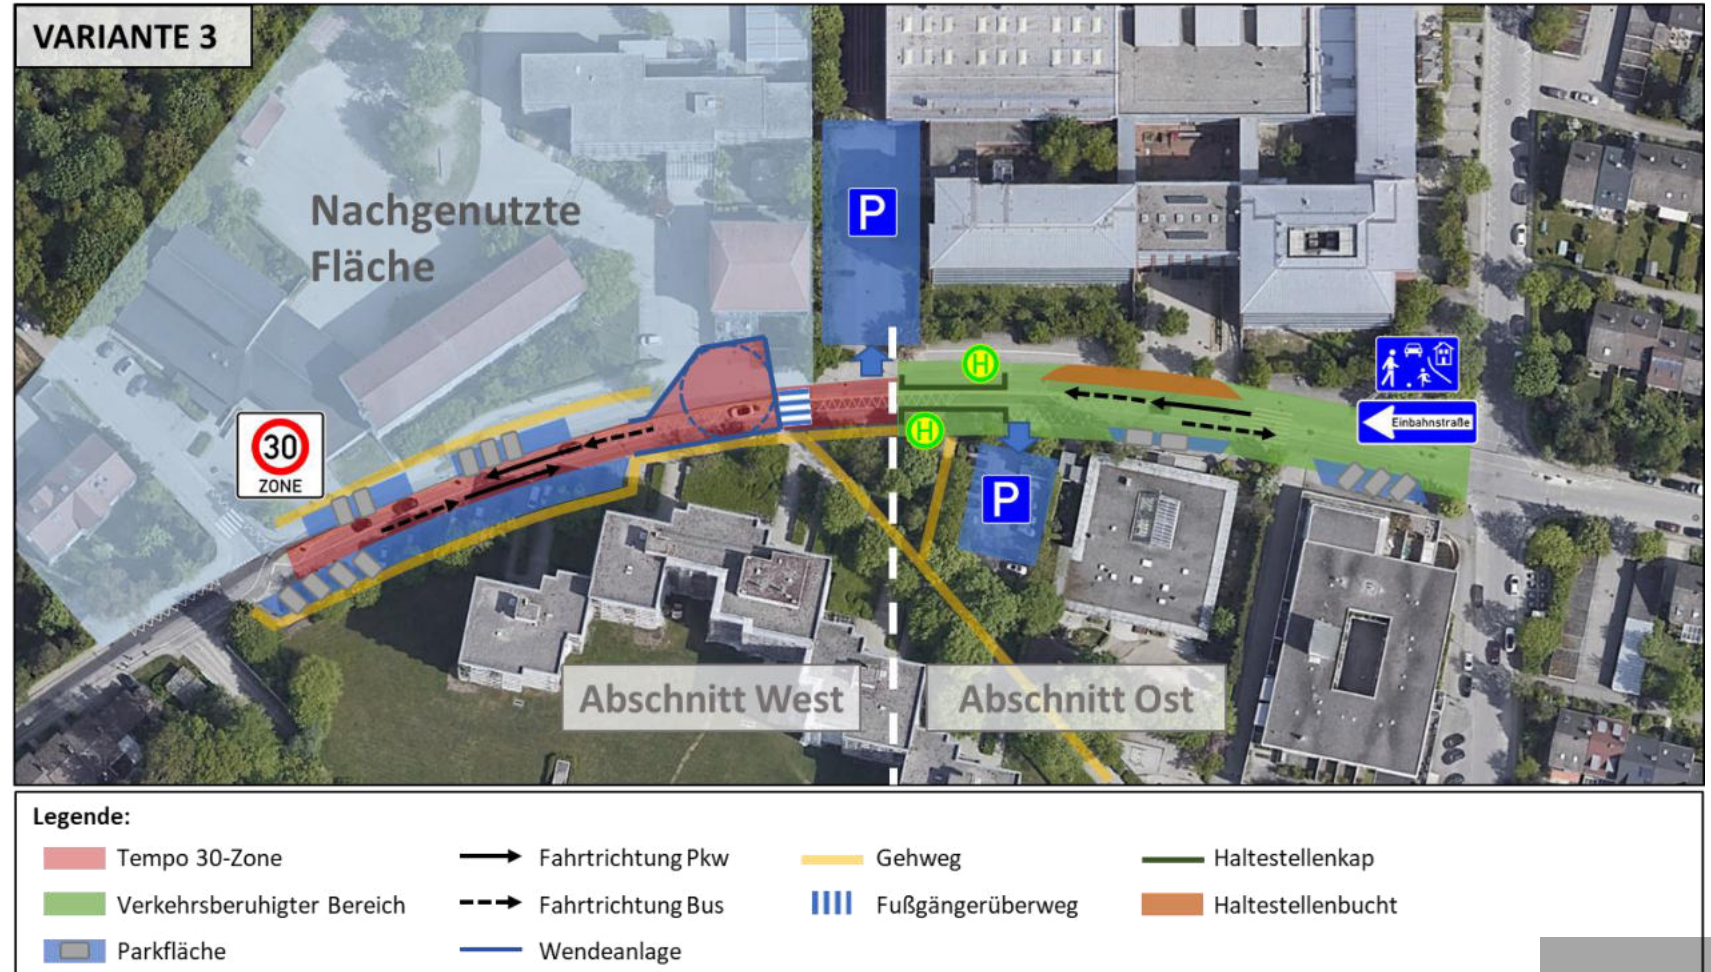 VARIANTE 3
Nachgenutzte
Fläche
P
H
Einbahnstraße
30
ZONE
H
P
Abschnitt West
Abschnitt Ost
Legende:
Tempo 30-Zone
Fahrtrichtung Pkw
Gehweg
Haltestellenkap
Verkehrsberuhigter Bereich
Fahrtrichtung Bus
Fußgängerüberweg
Haltestellenbucht
Parkfläche
Wendeanlage